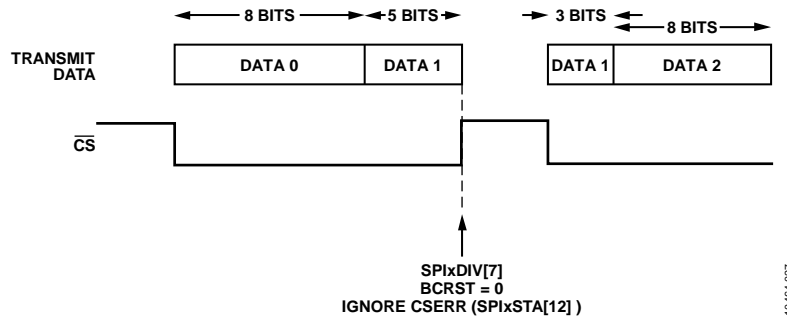 8 BITS 5 BITS 3 BITS
8 BITS
TRANSMIT
DATA
DATA 0 DATA 1 DATA 1 DATA 2
CS
SPIxDIV[7]
BCRST = 0
IGNORE CSERR (SPIxSTA[12] )